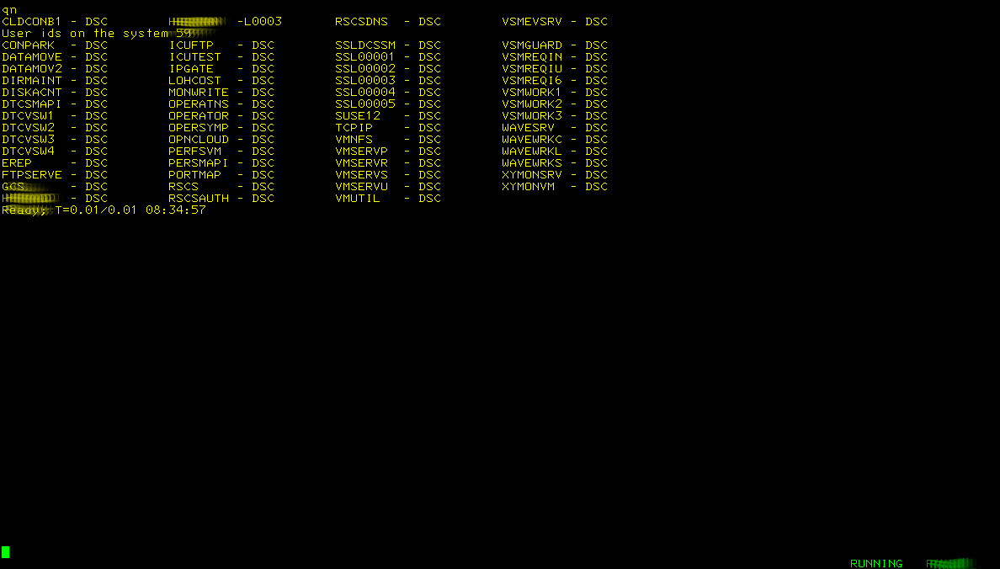 qn
CLDCONB1 - DSC -L0003 RSCSDNS - DSC VSMEVSRV - DSC
User ids on the system 59
CONPARK - DSC ICUFTP - DSC SSLDCSSM - DSC VSMGUARD - DSC
DATAMOVE - DSC ICUTEST - DSC SSL00001 - DSC VSMREQIN - DSC
DATAMOV2 - DSC IPGATE - DSC SSL00002 - DSC VSMREQIU - DSC
DIRMAINT - DSC LOHCOST - DSC SSL00003 - DSC VSMREQI6 - DSC
DISKACNT - DSC MONWRITE - DSC SSL00004 - DSC VSMWORK1 - DSC
DTCSMAPI - DSC OPERATNS - DSC SSL00005 - DSC VSMWORK2 - DSC
DTCVSW1 - DSC OPERATOR - DSC SUSE12 - DSC VSMWORK3 - DSC
DTCVSW2 - DSC OPERSYMP - DSC TCPIP - DSC WAVESRV - DSC
DTCVSW3 - DSC OPNCLOUD - DSC VMNFS - DSC WAVEWRKC - DSC
DTCVSW4 - DSC PERFSVM - DSC VMSERVP - DSC WAVEWRKL - DSC
EREP - DSC PERSMAPI - DSC VMSERVR - DSC WAVEWRKS - DSC
FTPSERVE - DSC PORTMAP - DSC VMSERVS - DSC XYMONSRV - DSC
GCS - DSC RSCS - DSC VMSERVU - DSC XYMONVM - DSC
- DSC RSCSAUTH - DSC VMUTIL - DSC
Ready; T=0.01/0.01 08:34:57
RUNNING